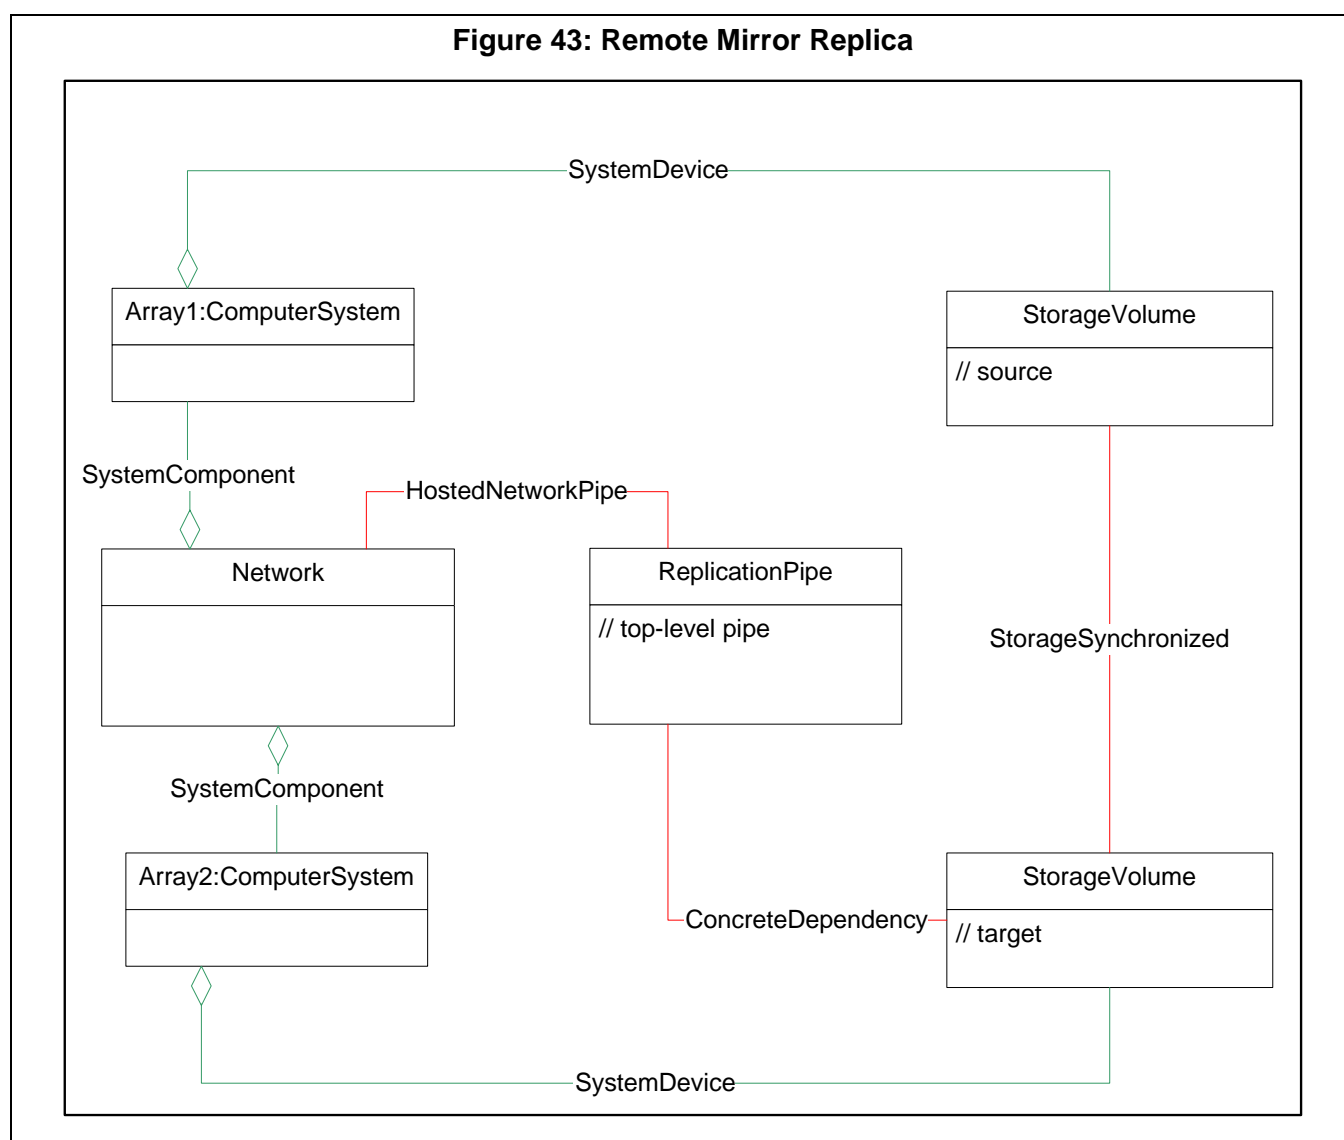 Figure 43: Remote Mirror Replica
SystemDevice
Array1:ComputerSystem
StorageVolume
// source
SystemComponent
HostedNetworkPipe
Network
ReplicationPipe
// top-level pipe
StorageSynchronized
SystemComponent
Array2:ComputerSystem
StorageVolume
ConcreteDependency
// target
SystemDevice